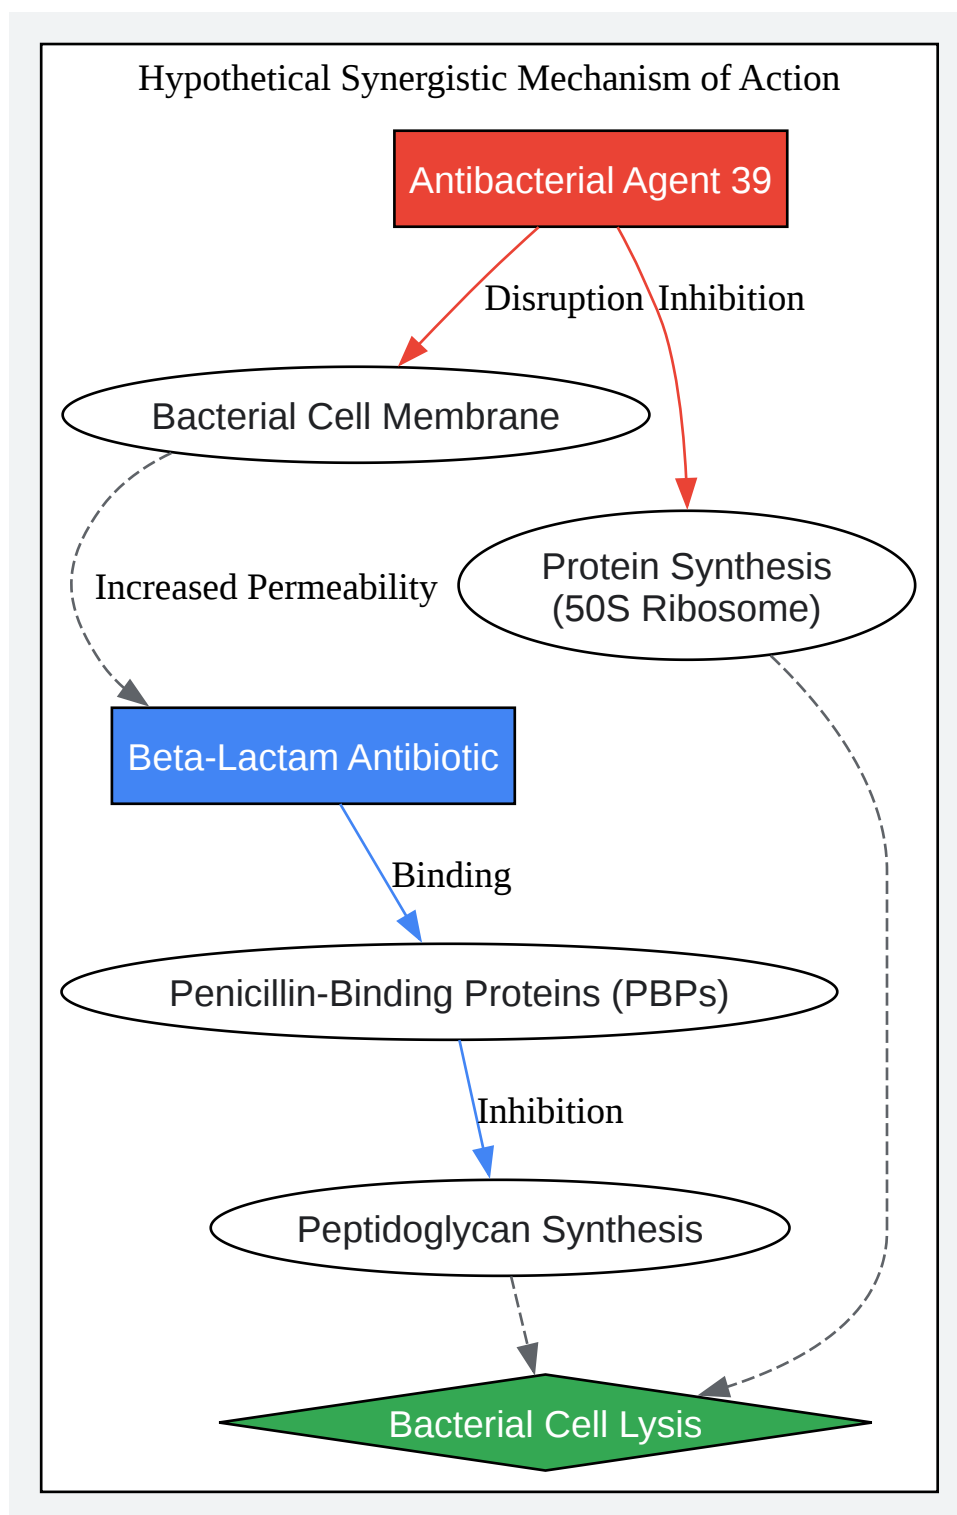 Hypothetical Synergistic Mechanism of Action
Antibacterial Agent 39
Disruption
Inhibition
Bacterial Cell Membrane
Protein Synthesis
(50S Ribosome)
Increased Permeability
Beta-Lactam Antibiotic
Binding
Penicillin-Binding Proteins (PBPs)
Inhibition
Peptidoglycan Synthesis
Bacterial Cell Lysis